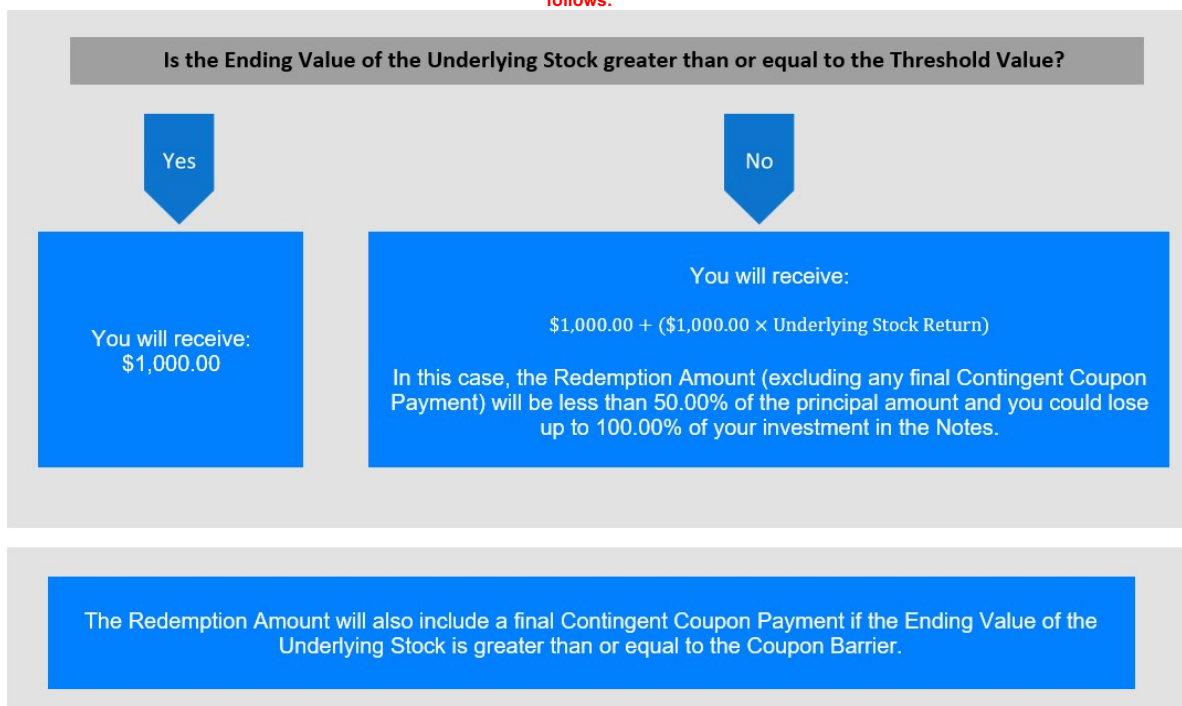 follows:
Is the Ending Value of the Underlying Stock greater than or equal to the Threshold Value?
Yes
No
You will receive:
$1,000.00
You will receive:
$1,000.00 + ($1,000.00 × Underlying Stock Return)
In this case, the Redemption Amount (excluding any final Contingent Coupon
Payment) will be less than 50.00% of the principal amount and you could lose
up to 100.00% of your investment in the Notes.
The Redemption Amount will also include a final Contingent Coupon Payment if the Ending Value of the
Underlying Stock is greater than or equal to the Coupon Barrier.